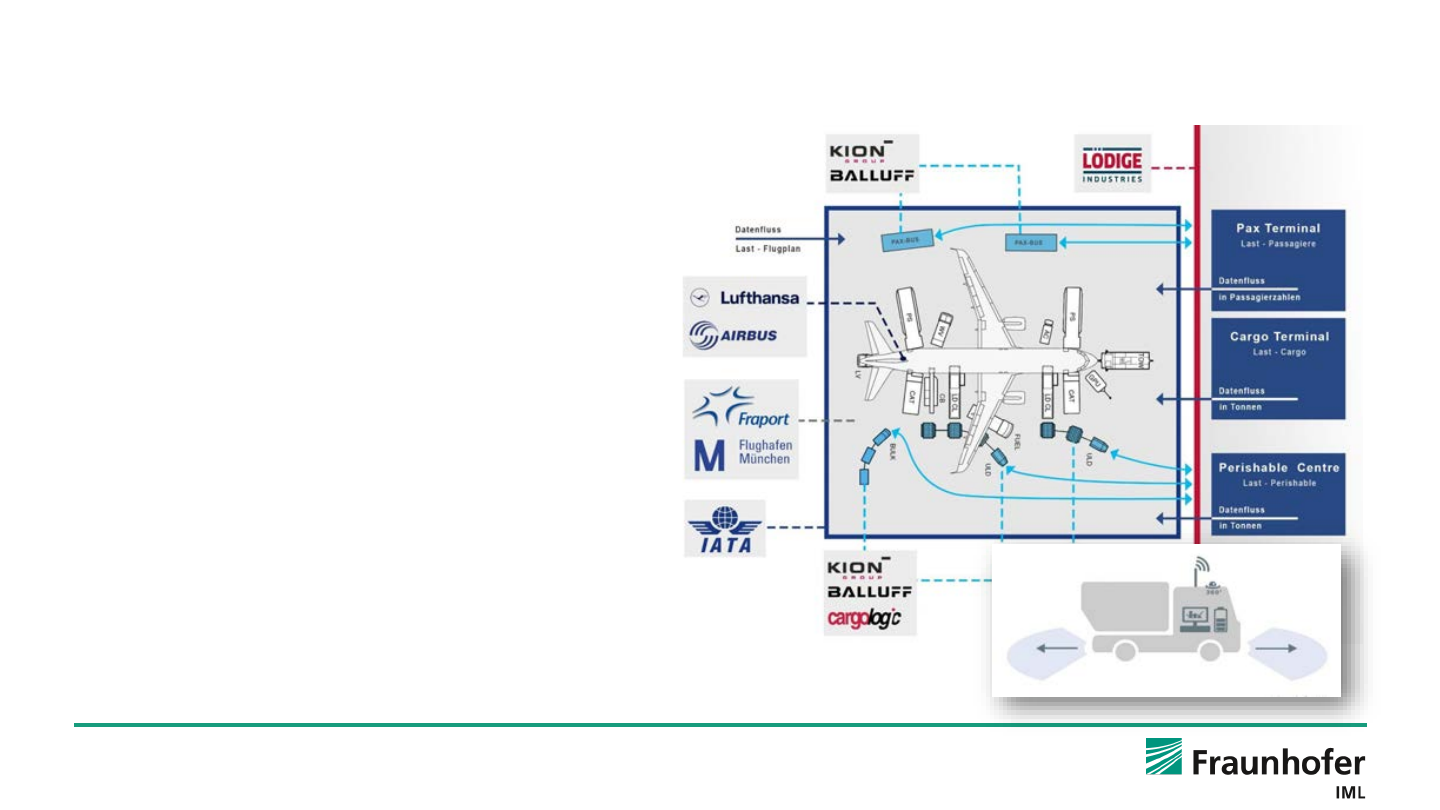 KION
GROUP
BALLUFF
LÖDIGE
INDUSTRIES
Datenfluss
Last - Flugplan
PAX-BUS
PAX-BUS
Pax Terminal
Last - Passagiere
Datenfluss
in Passagierzahlen
Lufthansa
AIRBUS
PS
WV
AC
PS
Cargo Terminal
Last - Cargo
Datenfluss
in Tonnen
LV
TOW
CAT
CB
LD CL
LD CL
CAT
GPU
Fraport
M Flughafen
München
BULK
FUEL
ULD
ULD
Perishable Centre
Last - Perishable
Datenfluss
in Tonnen
IATA
KION
GROUP
BALLUFF
cargologic
360°
Fraunhofer
IML